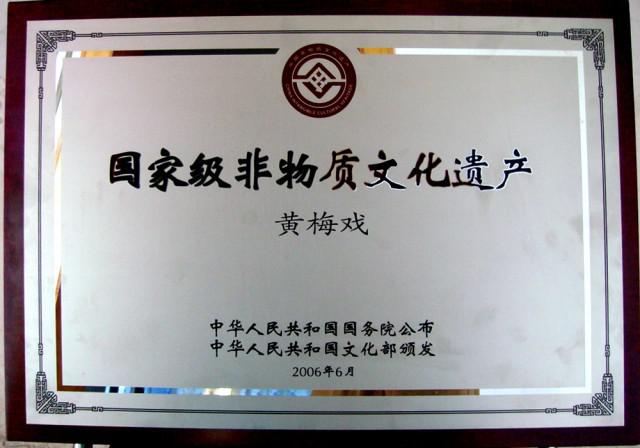 国家级非物质文化遗产
黄梅戏
中华人民共和国国务院公布
中华人民共和国文化部颁发
2006年6月